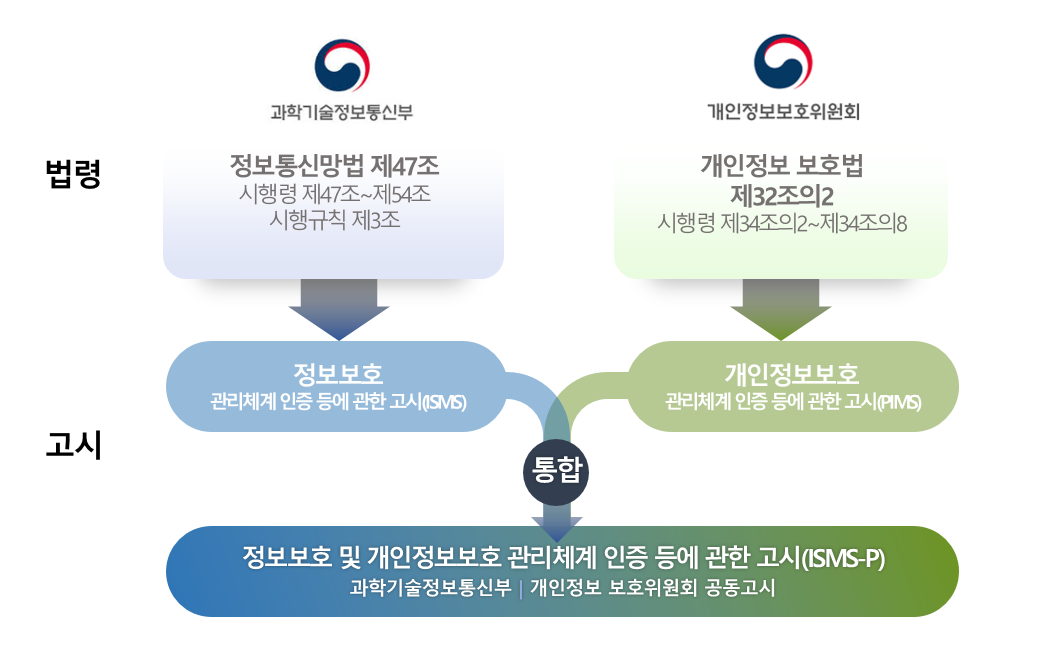 과학기술정보통신부
개인정보보호위원회
법령
정보통신망법 제47조
시행령 제47조~제54조
시행규칙 제3조
개인정보 보호법
제32조의2
시행령 제34조의2~제34조의8
고시
정보보호
관리체계 인증 등에 관한 고시(ISMS)
개인정보보호
관리체계 인증 등에 관한 고시(PIMS)
통합
정보보호 및 개인정보보호 관리체계 인증 등에 관한 고시(ISMS-P)
과학기술정보통신부 | 개인정보 보호위원회 공동고시